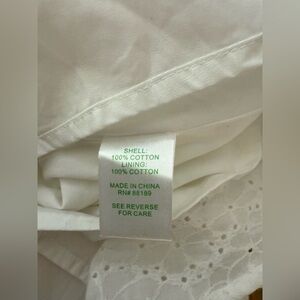 SHELL:
100% COTTON
LINING:
100% COTTON
MADE IN CHINA
RN# 88189
SEE REVERSE
FOR CARE